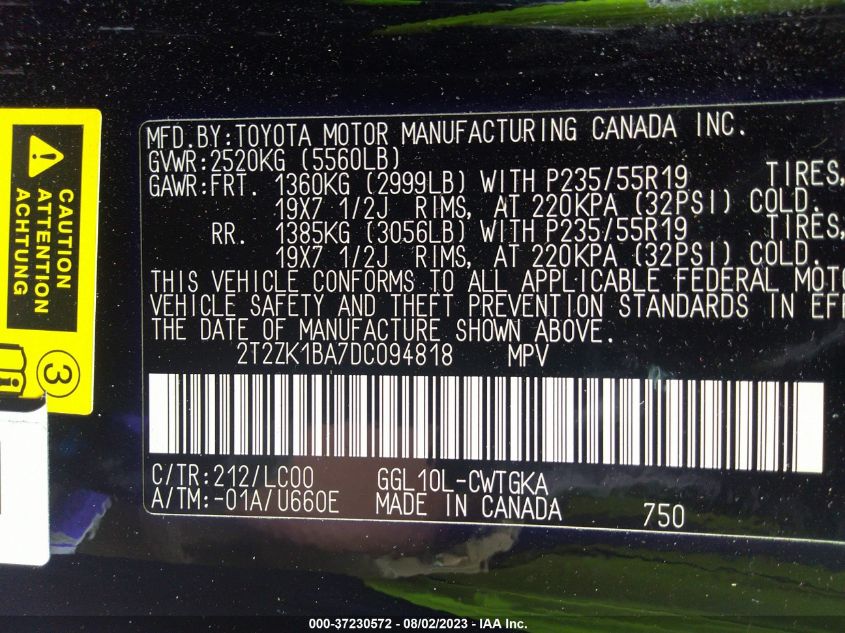 MFD.BY:TOYOTA MOTOR MANUFACTURING CANADA INC.
GVWR:2520KG (5560LB)
GAWR:FRT. 1360KG (2999LB) WITH P235/55R19 TIRES,
19X7 1/2J RIMS, AT 220KPA (32PSI) COLD.
RR. 1385KG (3056LB) WITH P235/55R19 TIRES,
19X7 1/2J RIMS, AT 220KPA (32PSI) COLD.
THIS VEHICLE CONFORMS TO ALL APPLICABLE FEDERAL MOTO
VEHICLE SAFETY AND THEFT PREVENTION STANDARDS IN EFF
THE DATE OF MANUFACTURE SHOWN ABOVE.
2T2ZK1BA7DC094818 MPV
C/TR:212/LC00 GGL10L-CWTGKA
A/TM:-01A/U660E MADE IN CANADA 750
CAUTION
ATTENTION
ACHTUNG
3
000-37230572 - 08/02/2023 - IAA Inc.